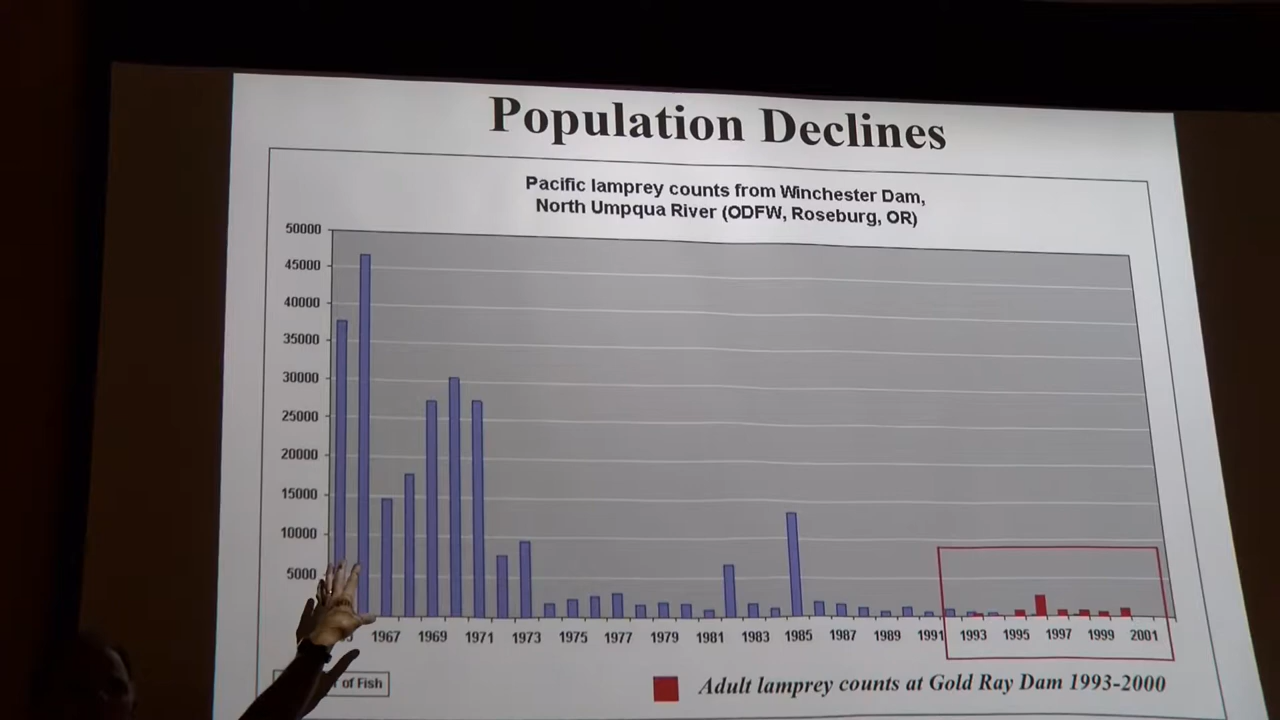 Population Declines
Pacific lamprey counts from Winchester Dam,
North Umpqua River (ODFW, Roseburg, OR)
50000
45000
40000
35000
30000
25000
20000
15000
10000
5000
1967 1969 1971 1973 1975 1977 1979 1981 1983 1985 1987 1989 1991 1993 1995 1997 1999 2001
of Fish
Adult lamprey counts at Gold Ray Dam 1993-2000